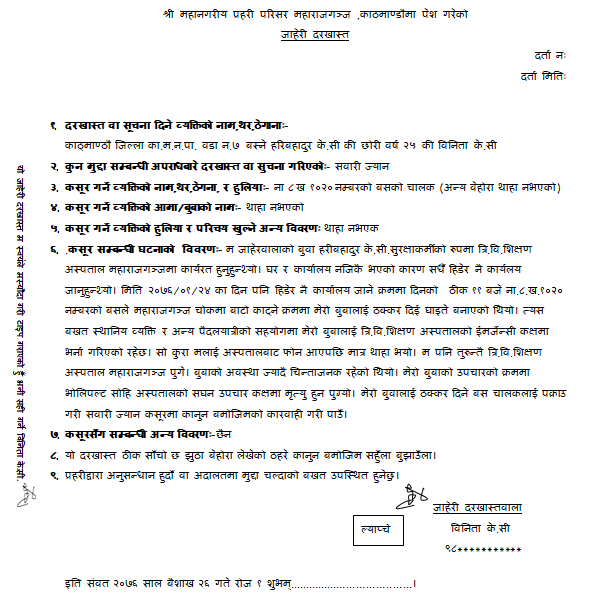 श्री महानगरीय प्रहरी परिसर महाराजगञ्ज ,काठमाण्डौमा पेश गरेको
जाहेरी दरखास्त
दर्ता नः
दर्ता मितिः
१. दरखास्त वा सूचना दिने व्यक्तिको नाम,थर,ठेगानाः-
काठ्माण्ठौं जिल्ला का.म.न.पा. वडा न.७ बस्ने हरिबहादुर के.सी की छोरी वर्ष २५ की विनिता के.सी
२. कुन मुद्दा सम्बन्धी अपराधबारे दरखास्त वा सुचना गरिएकोः- सवारी ज्यान
३. कसूर गर्ने व्यक्तिको नाम,थर,ठेगना, र हुलियाः- ना ८ख १०२०नम्बरको बसको चालक (अन्य वेहोरा थाहा नभएको)
४. कसूर गर्ने व्यक्तिको आमा/बुबाको नामः- थाहा नभएको
५. कसूर गर्ने व्यक्तिको हुलिया र परिचय खुल्ने अन्य विवरणः थाहा नभएक
६. .कसूर सम्बन्धी घटनाको विवरणः- म जाहेरवालाको बुवा हरीबहादुर के.सी,सुरक्षाकर्मीको रुपमा त्रि.वि.शिक्षण
अस्पताल महाराजगञ्जमा कार्यरत हुनुहुन्थ्यो। घर र कार्यालय नजिकै भएको कारण सधैँ हिडेर नै कार्यलय
जानुहुन्थ्यो। मिति २०७६/०१/२४ का दिन पनि हिडेर नै कार्यालय जाने क्रममा दिनको ठीक ११ बजे ना,८,ख,१०२०
नम्बरको बसले महाराजगञ्ज चोकमा बाटो काट्ने क्रममा मेरो बुबालाई ठक्कर दिई घाइते बनाएको थियो। त्यस
बखत स्थानिय व्यक्ति र अन्य पैदलयात्रीको सहयोगमा मेरो बुबालाई त्रि,वि,शिक्षण अस्पतालको ईमर्जेन्सी कक्षमा
भर्ना गरिएको रहेछ। सो कुरा मलाई अस्पतालबाट फोन आएपछि मात्र थाहा भयो। म पनि तुरुन्तै त्रि,वि,शिक्षण
अस्पताल महाराजगञ्ज पुगे। बुबाको अवस्था ज्यादै चिन्ताजनक रहेको थियो। मेरो बुबाको उपचारको क्रममा
भोलिपल्ट सोहि अस्पतालको सघन उपचार कक्षमा मृत्यु हुन पुग्यो। मेरो बुबालाई ठक्कर दिने बस चालकलाई पक्राउ
गरी सवारी ज्यान कसूरमा कानुन बमोजिमको कारवाही गरी पाउँ।
७. कसूरसँग सम्बन्धी अन्य विवरणः-छैन
८. यो दरखास्त ठीक साँचो छ झुठा बेहोरा लेखेको ठहरे कानुन बमोजिम सहुँला बुझाउँला।
९. प्रहरीद्वारा अनुसन्धान हुदाँ वा अदालतमा मुद्दा चल्दाको बखत उपस्थित हुनेछु।
जाहेरी दरखास्तवाला
ल्याप्चे
विनिता के.सी
९८***********
इति संवत २०७६ साल बैशाख २६ गते रोज १ शुभम्.......................................।